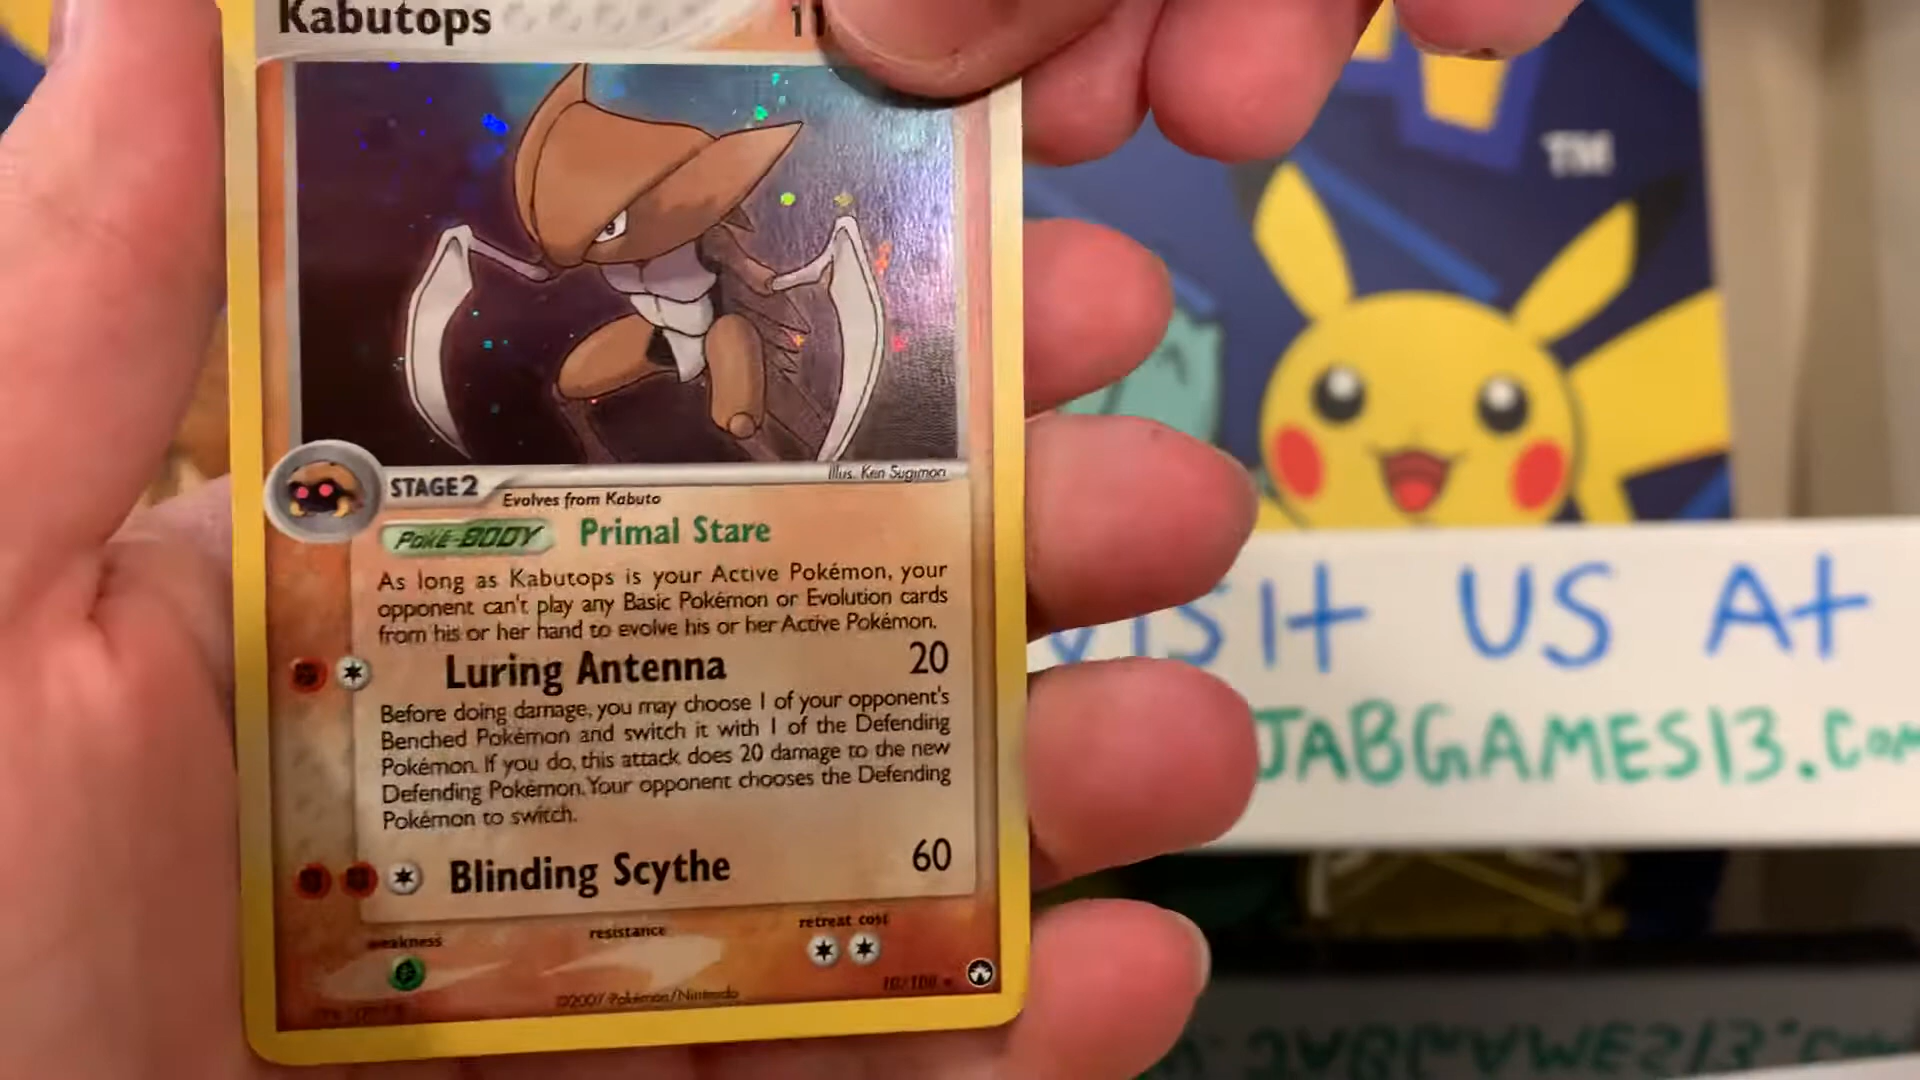 Kabutops
11
TM
Illus. Ken Sugimori
STAGE2
Evolves from Kabuto
Poké-BODY Primal Stare
As long as Kabutops is your Active Pokémon, your
opponent can't play any Basic Pokémon or Evolution cards
from his or her hand to evolve his or her Active Pokémon.
Luring Antenna 20
Before doing damage, you may choose 1 of your opponent's
Benched Pokémon and switch it with 1 of the Defending
Pokémon. If you do, this attack does 20 damage to the new
Defending Pokémon. Your opponent chooses the Defending
Pokémon to switch.
Blinding Scythe 60
weakness
resistance
retreat cost
©2007 Pokémon/Nintendo
10/108
VISIt US At
JABGAMES13.Com